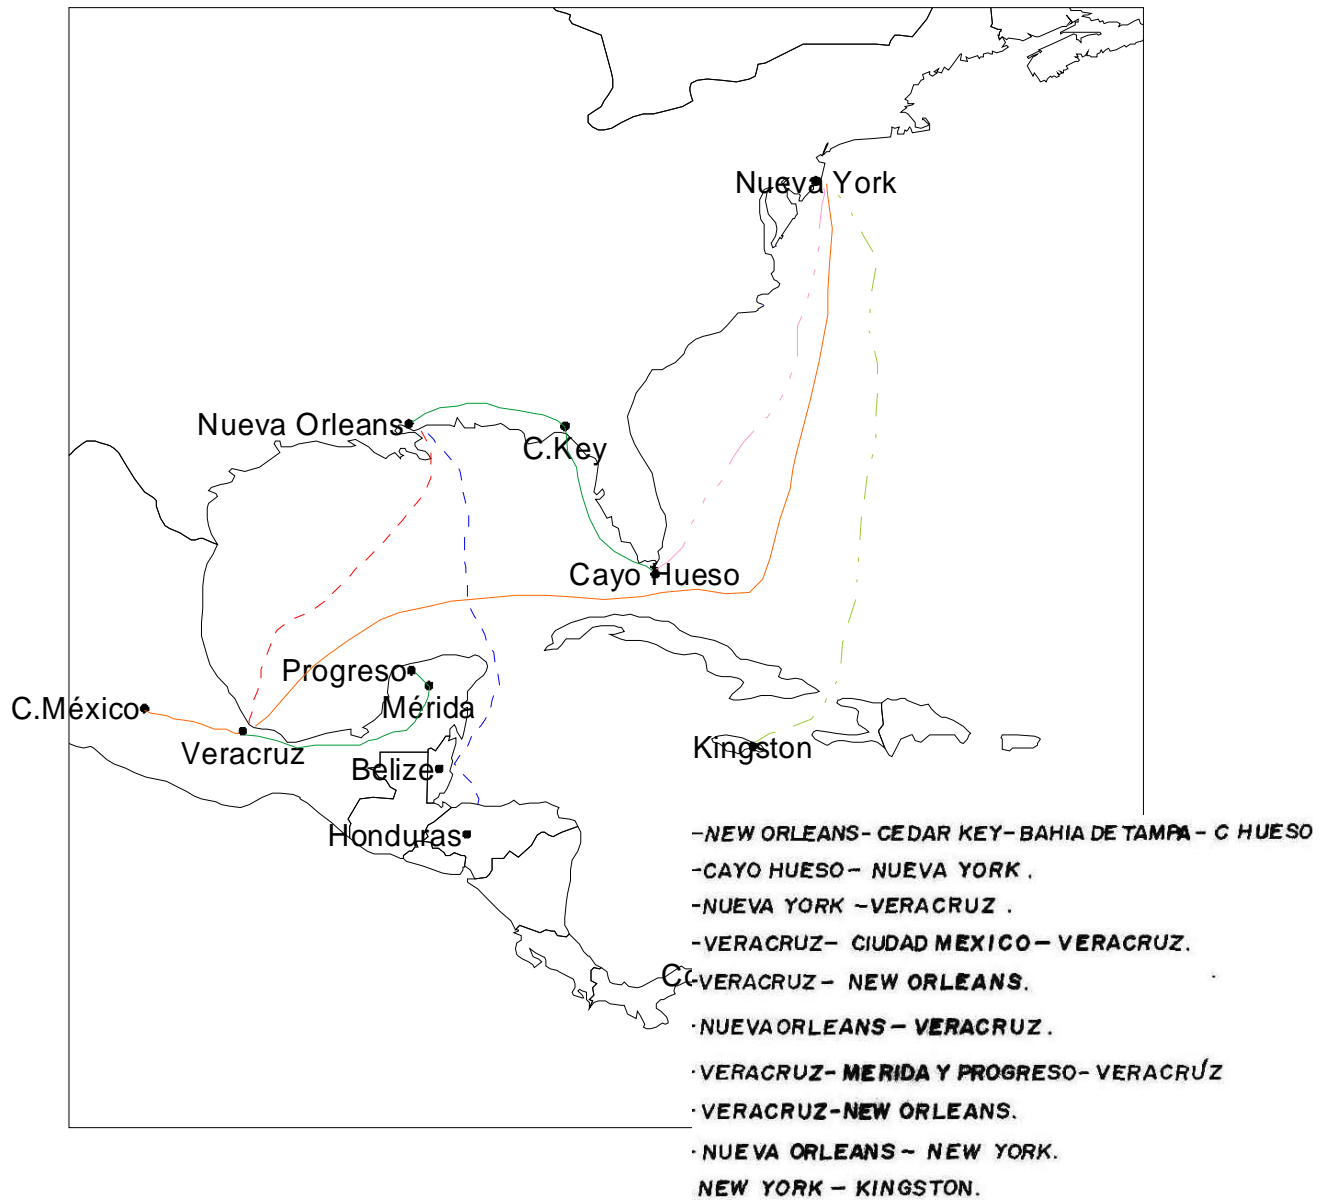 Nueva York
Nueva Orleans
C.Key
Cayo Hueso
Progreso
Mérida
C.México
Veracruz
Kingston
Belize
Honduras
-NEW ORLEANS-CEDAR KEY-BAHIA DE TAMPA-C HUESO
-CAYO HUESO-NUEVA YORK.
-NUEVA YORK-VERACRUZ.
-VERACRUZ-CIUDAD MEXICO-VERACRUZ.
-VERACRUZ-NEW ORLEANS.
·NUEVA ORLEANS-VERACRUZ.
·VERACRUZ-MERIDA Y PROGRESO-VERACRÚZ
·VERACRUZ-NEW ORLEANS.
·NUEVA ORLEANS-NEW YORK.
NEW YORK-KINGSTON.